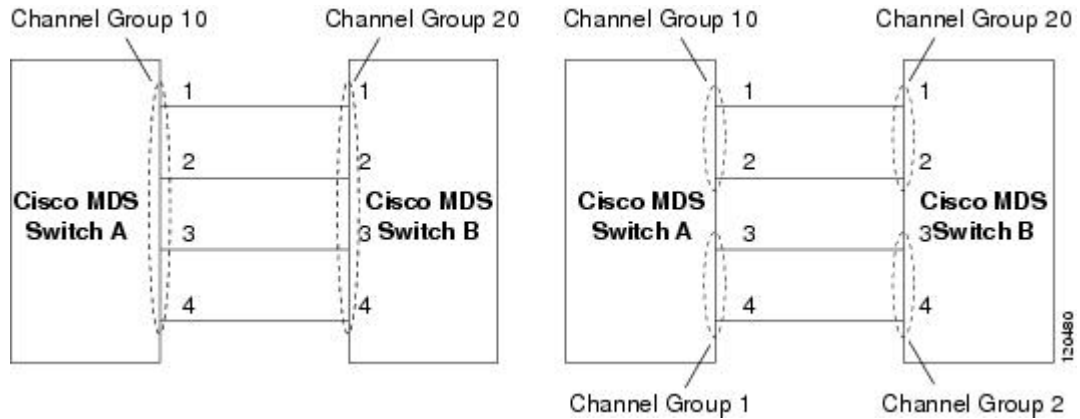 Channel Group 10
Channel Group 20
1
1
2
2
Cisco MDS
Switch A
Cisco MDS
Switch B
3
3
4
4
Channel Group 10
Channel Group 20
1
1
2
2
Cisco MDS
Switch A
Cisco MDS
Switch B
3
3
4
4
Channel Group 1
Channel Group 2
120480